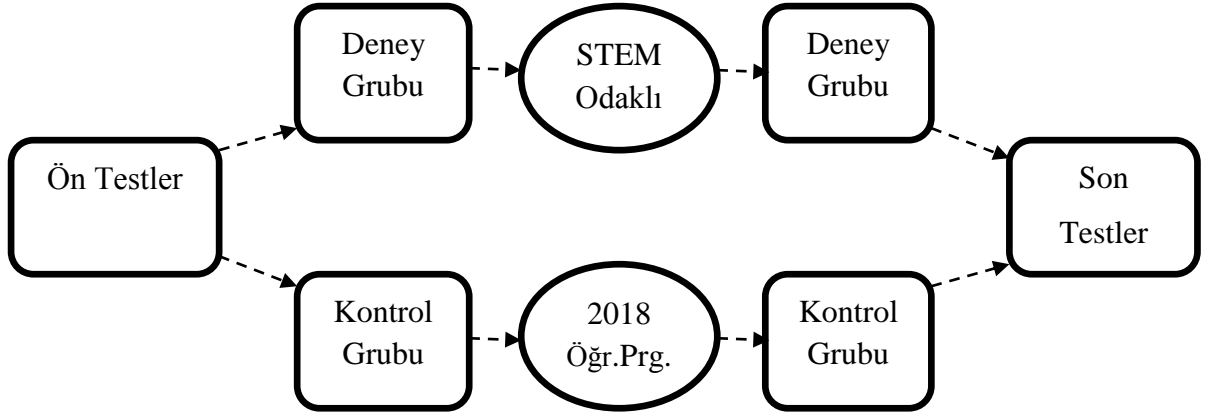 Ön Testler
Deney
Grubu
STEM
Odaklı
Deney
Grubu
Kontrol
Grubu
2018
Öğr.Prg.
Kontrol
Grubu
Son
Testler